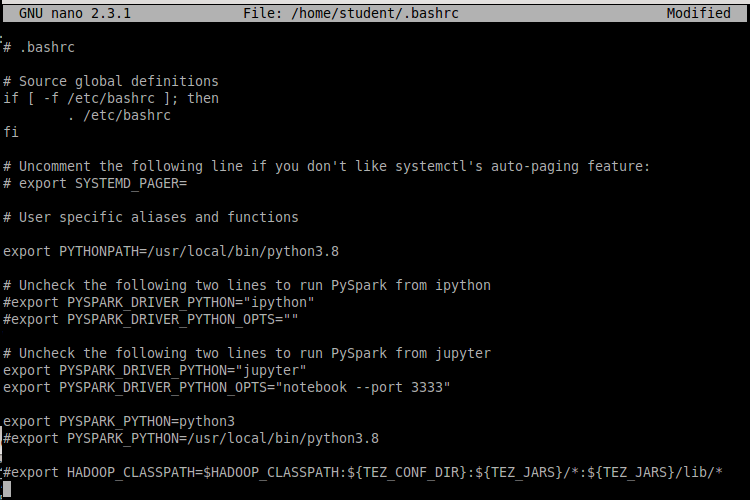 GNU nano 2.3.1 File: /home/student/.bashrc Modified
# .bashrc
# Source global definitions
if [ -f /etc/bashrc ]; then
. /etc/bashrc
fi
# Uncomment the following line if you don't like systemctl's auto-paging feature:
# export SYSTEMD_PAGER=
# User specific aliases and functions
export PYTHONPATH=/usr/local/bin/python3.8
# Uncheck the following two lines to run PySpark from ipython
#export PYSPARK_DRIVER_PYTHON="ipython"
#export PYSPARK_DRIVER_PYTHON_OPTS=""
# Uncheck the following two lines to run PySpark from jupyter
export PYSPARK_DRIVER_PYTHON="jupyter"
export PYSPARK_DRIVER_PYTHON_OPTS="notebook --port 3333"
export PYSPARK_PYTHON=python3
#export PYSPARK_PYTHON=/usr/local/bin/python3.8
#export HADOOP_CLASSPATH=$HADOOP_CLASSPATH:${TEZ_CONF_DIR}:${TEZ_JARS}/*:${TEZ_JARS}/lib/*